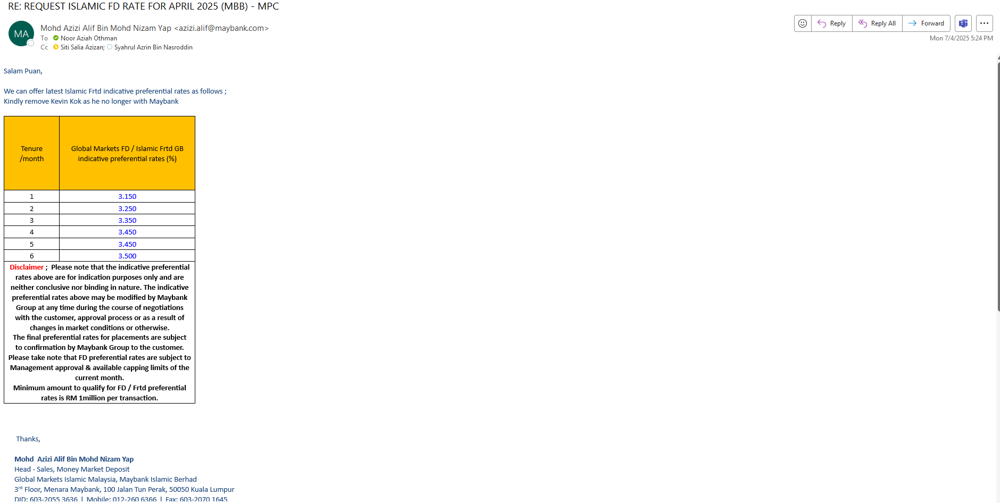 RE: REQUEST ISLAMIC FD RATE FOR APRIL 2025 (MBB) - MPC
MA
Mohd Azizi Alif Bin Mohd Nizam Yap <azizi.alif@maybank.com>
To Noor Aziah Othman
Cc Siti Salia Azizan; Syahrul Azrin Bin Nasroddin
Reply
Reply All
Forward
Mon 7/4/2025 5:24 PM
Salam Puan,
We can offer latest Islamic Frtd indicative preferential rates as follows ;
Kindly remove Kevin Kok as he no longer with Maybank
Tenure
/month
Global Markets FD / Islamic Frtd GB
indicative preferential rates (%)
1 3.150
2 3.250
3 3.350
4 3.450
5 3.450
6 3.500
Disclaimer ; Please note that the indicative preferential
rates above are for indication purposes only and are
neither conclusive nor binding in nature. The indicative
preferential rates above may be modified by Maybank
Group at any time during the course of negotiations
with the customer, approval process or as a result of
changes in market conditions or otherwise.
The final preferential rates for placements are subject
to confirmation by Maybank Group to the customer.
Please take note that FD preferential rates are subject to
Management approval & available capping limits of the
current month.
Minimum amount to qualify for FD / Frtd preferential
rates is RM 1million per transaction.
Thanks,
Mohd Azizi Alif Bin Mohd Nizam Yap
Head - Sales, Money Market Deposit
Global Markets Islamic Malaysia, Maybank Islamic Berhad
3rd Floor, Menara Maybank, 100 Jalan Tun Perak, 50050 Kuala Lumpur
DID: 603-2055 3636 | Mobile: 012-260 6366 | Fax: 603-2070 1645